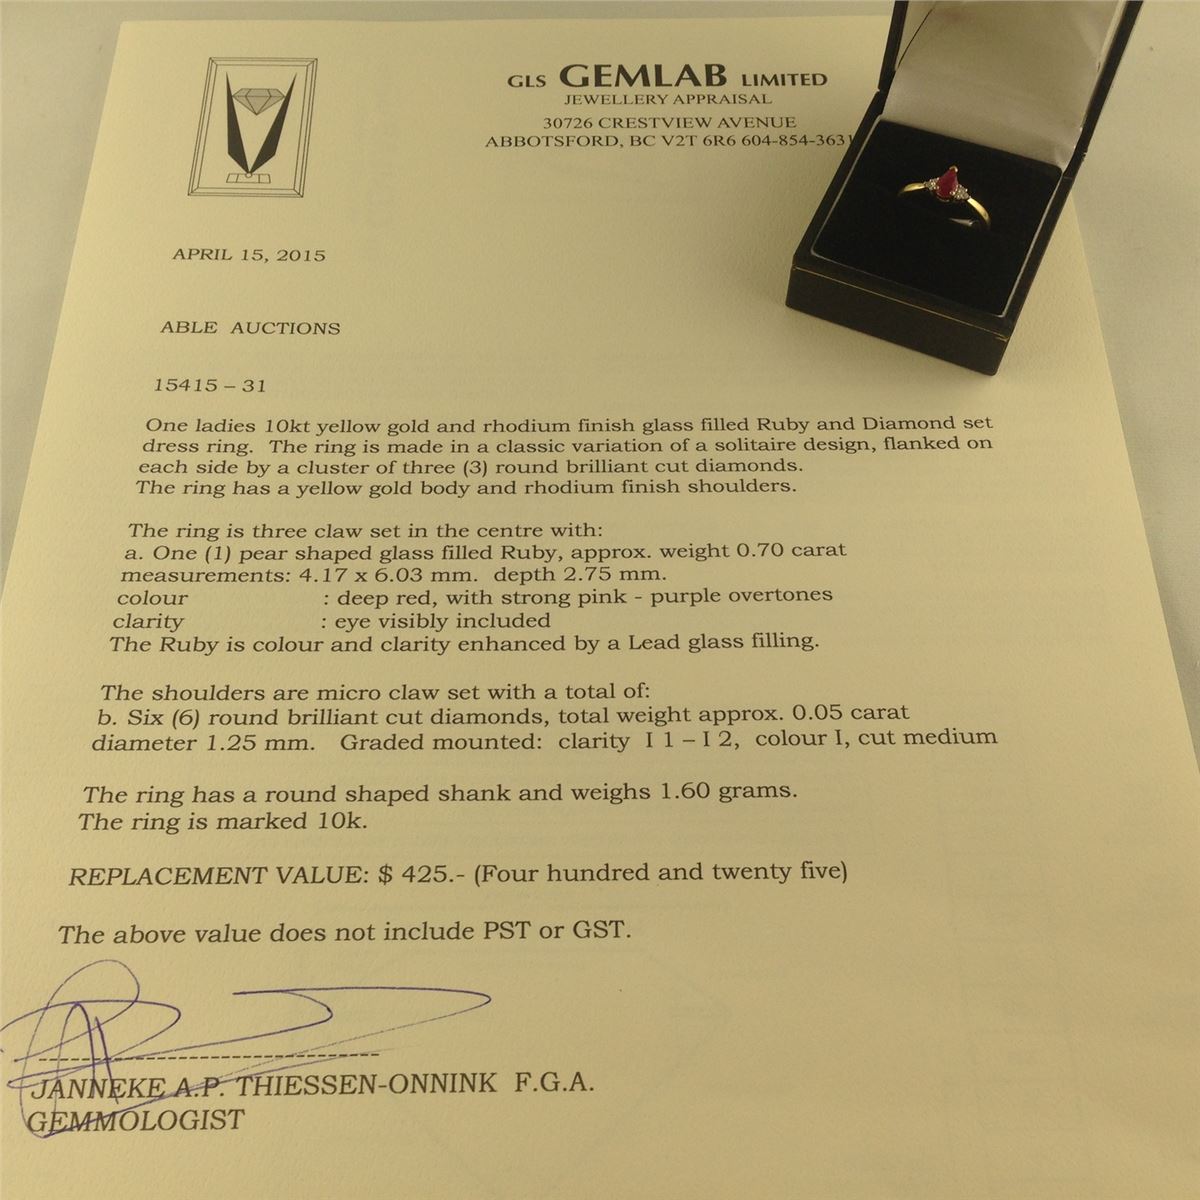 GLS GEMLAB LIMITED
JEWELLERY APPRAISAL
30726 CRESTVIEW AVENUE
ABBOTSFORD, BC V2T 6R6 604-854-3631
APRIL 15, 2015
ABLE AUCTIONS
15415 – 31
One ladies 10kt yellow gold and rhodium finish glass filled Ruby and Diamond set
dress ring. The ring is made in a classic variation of a solitaire design, flanked on
each side by a cluster of three (3) round brilliant cut diamonds.
The ring has a yellow gold body and rhodium finish shoulders.
The ring is three claw set in the centre with:
a. One (1) pear shaped glass filled Ruby, approx. weight 0.70 carat
measurements: 4.17 x 6.03 mm. depth 2.75 mm.
colour : deep red, with strong pink - purple overtones
clarity : eye visibly included
The Ruby is colour and clarity enhanced by a Lead glass filling.
The shoulders are micro claw set with a total of:
b. Six (6) round brilliant cut diamonds, total weight approx. 0.05 carat
diameter 1.25 mm. Graded mounted: clarity I 1 – I 2, colour I, cut medium
The ring has a round shaped shank and weighs 1.60 grams.
The ring is marked 10k.
REPLACEMENT VALUE: $ 425.- (Four hundred and twenty five)
The above value does not include PST or GST.
JANNEKE A.P. THIESSEN-ONNINK F.G.A.
GEMMOLOGIST